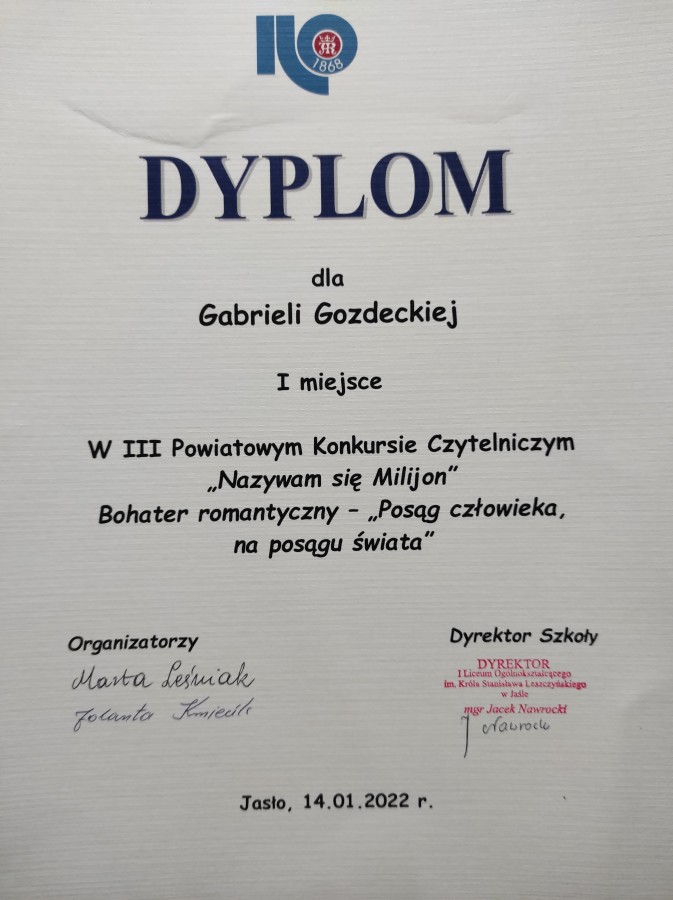 1868
DYPLOM
dla
Gabrieli Gozdeckiej
I miejsce
W III Powiatowym Konkursie Czytelniczym
„Nazywam się Milijon”
Bohater romantyczny – „Posąg człowieka,
na posągu świata”
Organizatorzy
Marta Leśniak
Jolanta Kmiecik
Dyrektor Szkoły
DYREKTOR
I Liceum Ogólnokształcącego
im. Króla Stanisława Leszczyńskiego
w Jaśle
mgr Jacek Nawrocki
J Nawrocki
Jasło, 14.01.2022 r.